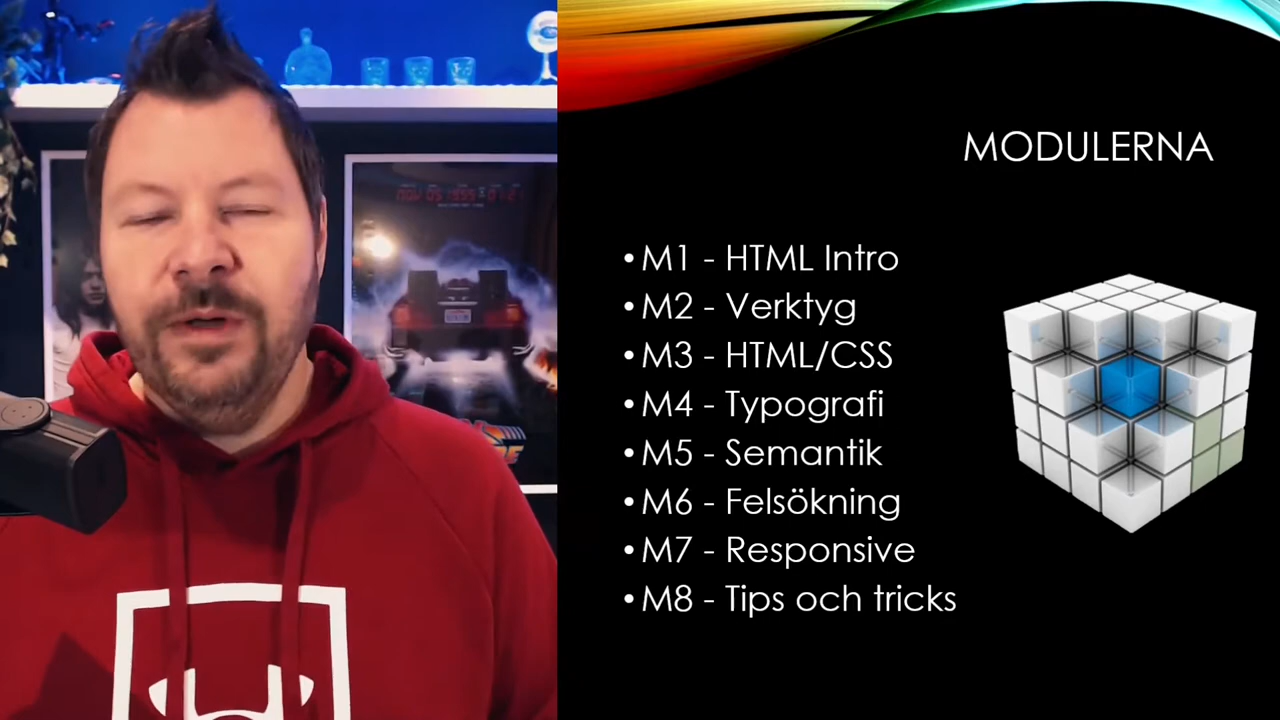 MODULERNA
• M1 - HTML Intro
• M2 - Verktyg
• M3 - HTML/CSS
• M4 - Typografi
• M5 - Semantik
• M6 - Felsökning
• M7 - Responsive
• M8 - Tips och tricks